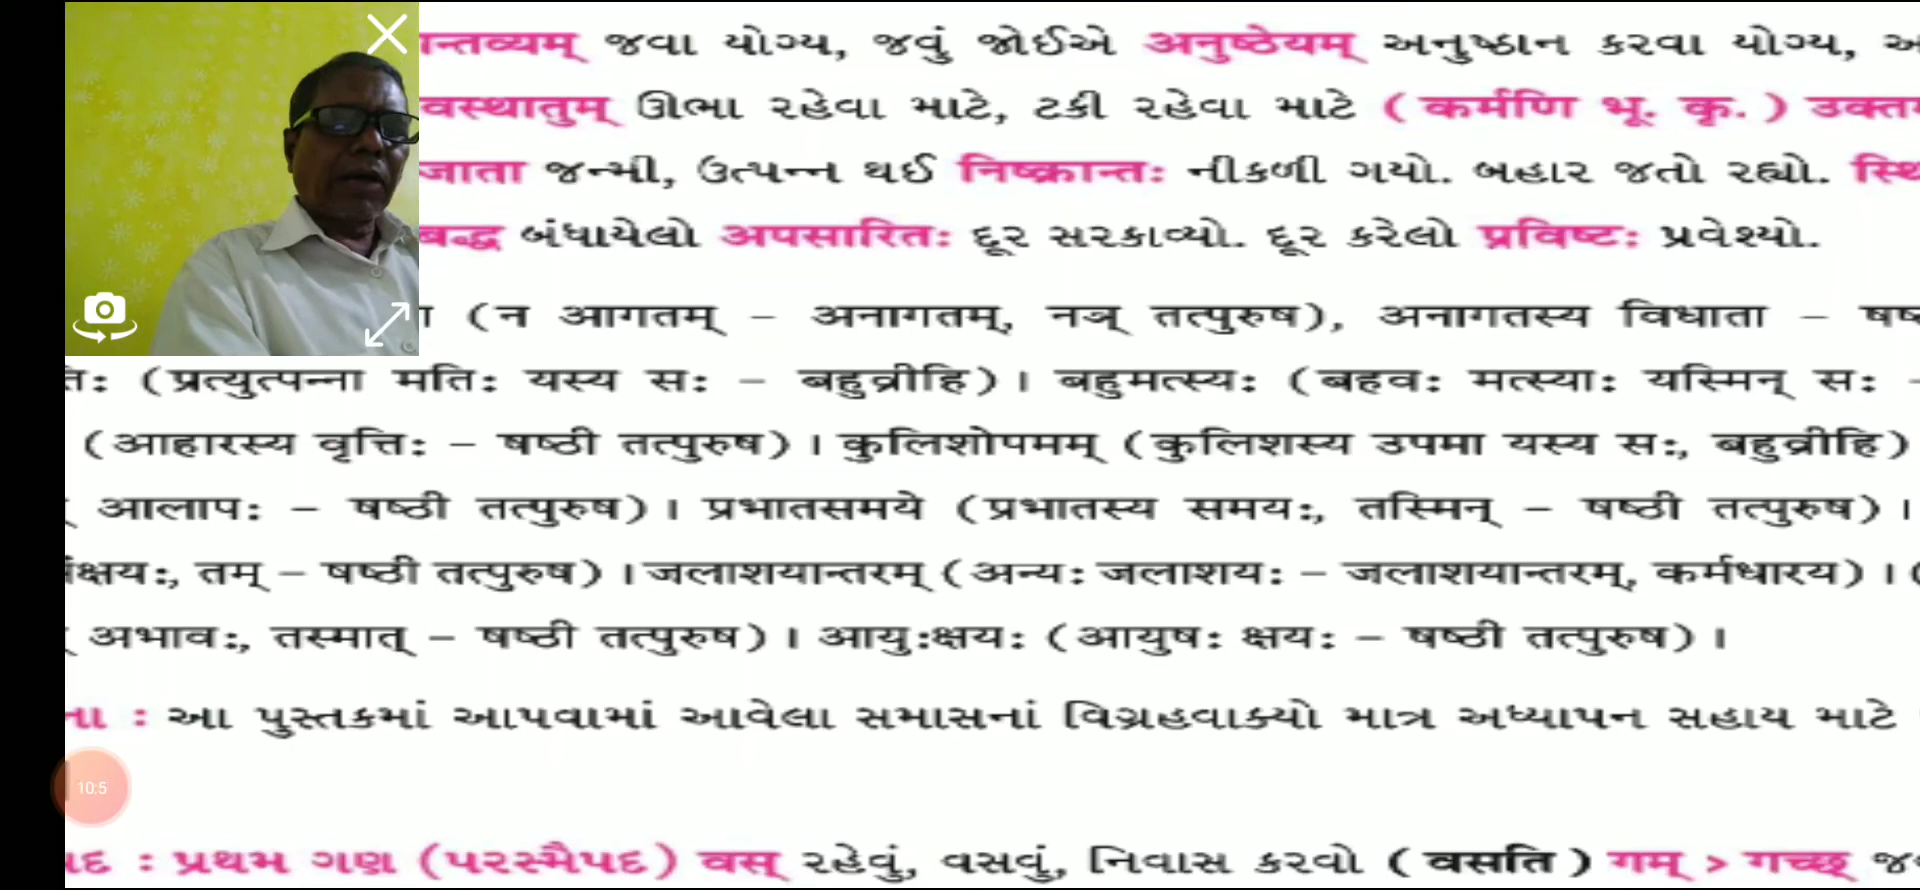 न्तव्यम् જવા યોગ્ય, જવું જોઈએ अनुष्ठेयम् અનુષ્ઠાન કરવા યોગ્ય,
वस्थातुम् ઊભા રહેવા માટે, ટકી રહેવા માટે ( कर्मणि भू. कृ. )
जाता જન્મી, ઉત્પન્ન થઈ निष्क्रान्तः નીકળી ગયો. બહાર જતો રહ્યો.
बद्ध બંધાયેલો अपसारितः દૂર સરકાવ્યો. દૂર કરેલો प्रविष्टः પ્રવેશ્યો.
(न आगतम् – अनागतम्, नञ् तत्पुरुष), अनागतस्य विधाता –
तिः (प्रत्युत्पन्ना मतिः यस्य सः – बहुव्रीहि) । बहुमत्स्यः (बहवः मत्स्याः यस्मिन् सः -
(आहारस्य वृत्तिः – षष्ठी तत्पुरुष) । कुलिशोपमम् (कुलिशस्य उपमा यस्य सः, बहुव्रीहि)
आलापः – षष्ठी तत्पुरुष) । प्रभातसमये (प्रभातस्य समयः, तस्मिन् – षष्ठी तत्पुरुष) ।
क्षयः, तम् – षष्ठी तत्पुरुष) । जलाशयान्तरम् (अन्यः जलाशयः – जलाशयान्तरम्, कर्मधारय) । (
अभावः, तस्मात् – षष्ठी तत्पुरुष) । आयुःक्षयः (आयुषः क्षयः – षष्ठी तत्पुरुष) ।
ના : આ પુસ્તકમાં આપવામાં આવેલા સમાસનાં વિગ્રહવાક્યો માત્ર અધ્યાપન સહાય માટે
10:5
પદ : પ્રથમ ગણ (પરસ્મૈપદ) वस् રહેવું, વસવું, નિવાસ કરવો ( वसति ) गम् > गच्छ्